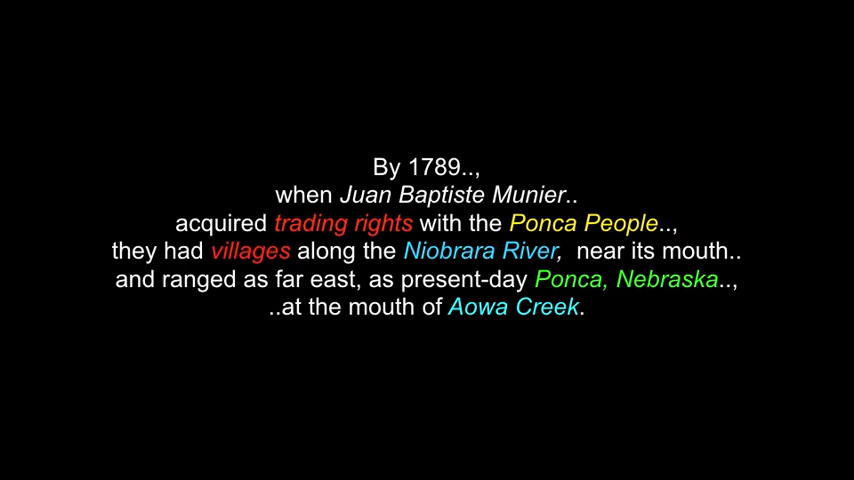 By 1789..,
when Juan Baptiste Munier..
acquired trading rights with the Ponca People..,
they had villages along the Niobrara River,  near its mouth..
and ranged as far east, as present-day Ponca, Nebraska..,
..at the mouth of Aowa Creek.